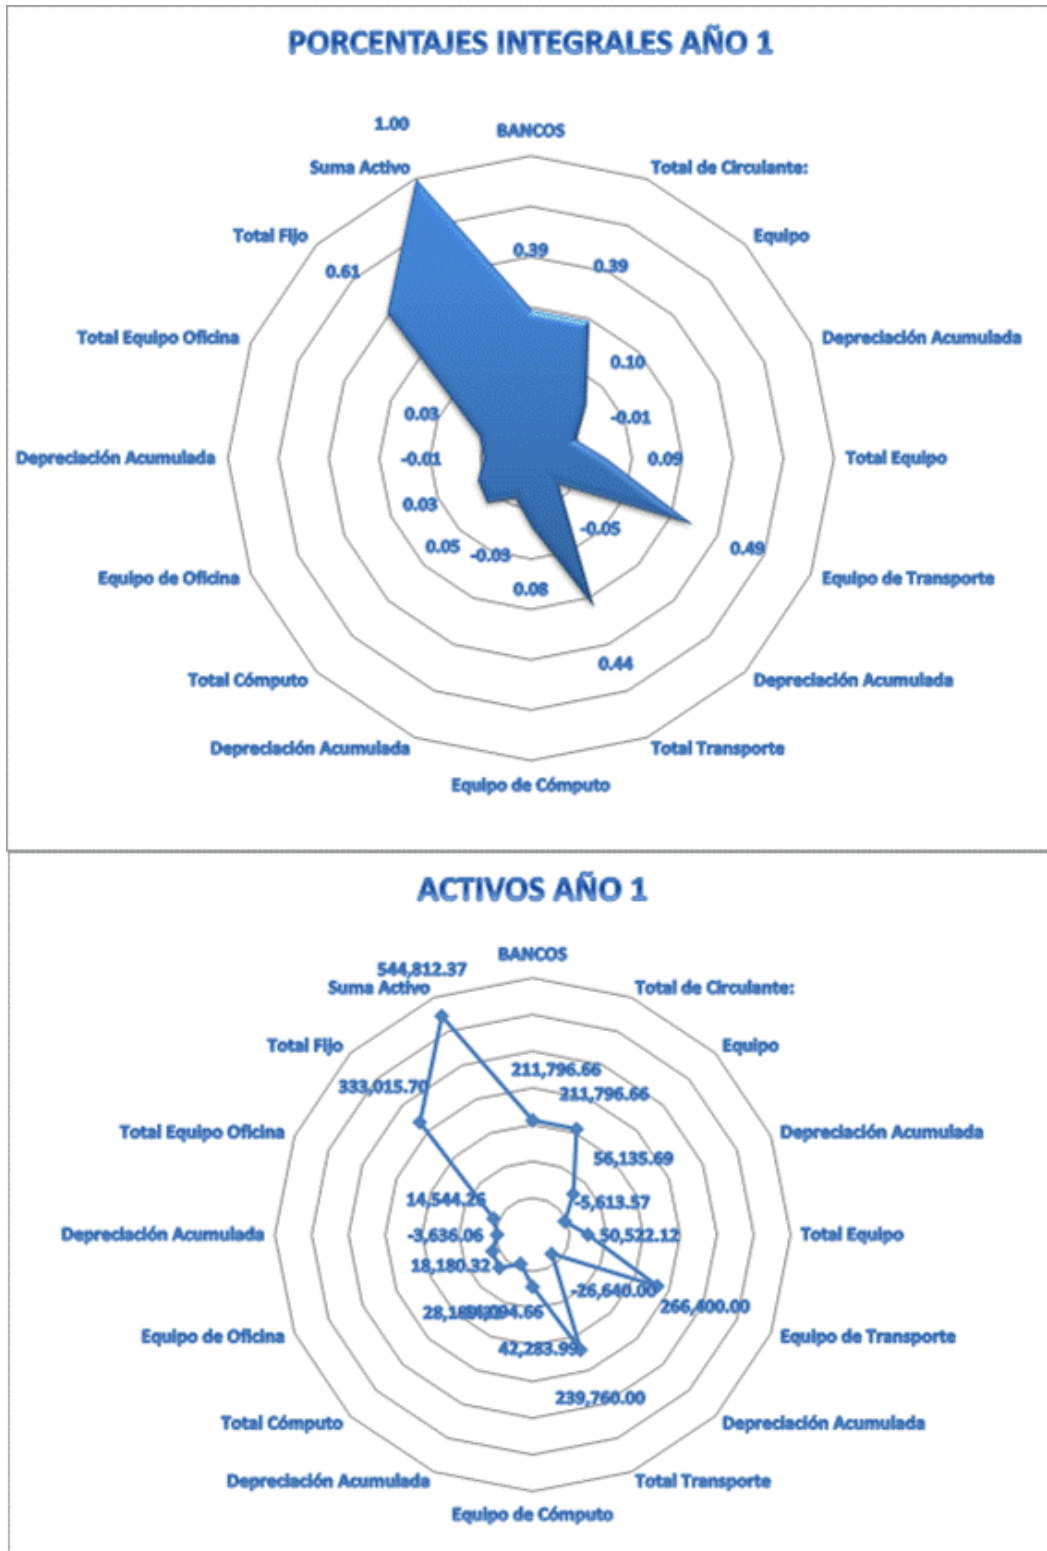 PORCENTAJES INTEGRALES AÑO 1
1.00
BANCOS
Suma Activo
Total de Circulante:
Total Fijo
Equipo
0.39
0.39
0.61
Total Equipo Oficina
Depreciación Acumulada
0.10
0.03
-0.01
Depreciación Acumulada
-0.01
0.09
Total Equipo
0.03
-0.05
0.05
-0.03
0.49
Equipo de Oficina
Equipo de Transporte
0.08
0.44
Total Cómputo
Depreciación Acumulada
Depreciación Acumulada
Total Transporte
Equipo de Cómputo
ACTIVOS AÑO 1
BANCOS
544,812.37
Suma Activo
Total de Circulante:
Total Fijo
Equipo
211,796.66
333,015.70
211,796.66
Total Equipo Oficina
Depreciación Acumulada
56,135.69
14,544.26
-5,613.57
Depreciación Acumulada
-3,636.06
50,522.12
Total Equipo
18,180.32
-26,640.00
266,400.00
Equipo de Oficina
Equipo de Transporte
42,283.99
239,760.00
Total Cómputo
Depreciación Acumulada
Depreciación Acumulada
Total Transporte
Equipo de Cómputo